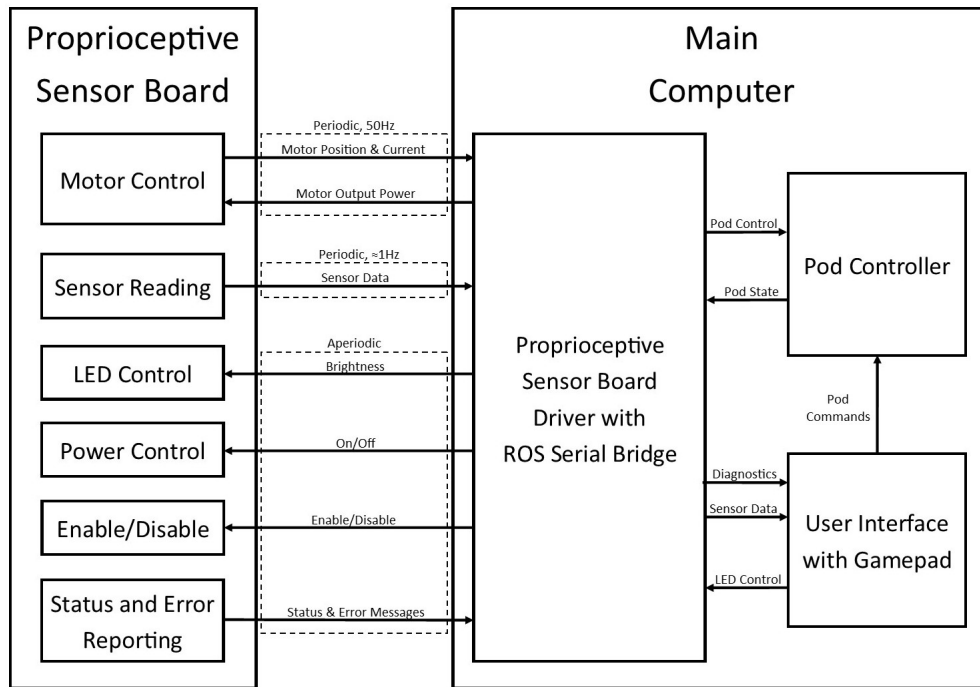 Proprioceptive
Sensor Board
Main
Computer
Periodic, 50Hz
Motor Control
Motor Position & Current
Motor Output Power
Periodic, ≈1Hz
Sensor Reading
Sensor Data
Aperiodic
LED Control
Brightness
Power Control
On/Off
Enable/Disable
Enable/Disable
Status and Error
Reporting
Status & Error Messages
Proprioceptive
Sensor Board
Driver with
ROS Serial Bridge
Pod Control
Pod State
Pod Controller
Pod
Commands
Diagnostics
Sensor Data
LED Control
User Interface
with Gamepad